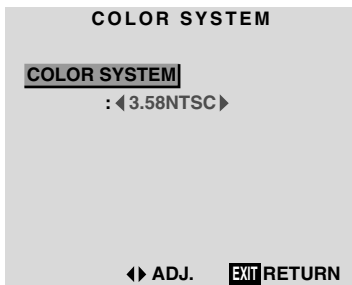 COLOR SYSTEM
COLOR SYSTEM
: ◀ 3.58NTSC ▶
◀▶ ADJ. EXIT RETURN